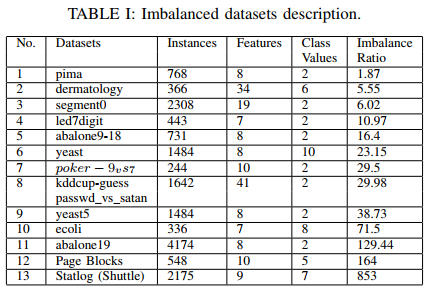 TABLE I: Imbalanced datasets description.
No. Datasets Instances Features Class Values Imbalance Ratio
1 pima 768 8 2 1.87
2 dermatology 366 34 6 5.55
3 segment0 2308 19 2 6.02
4 led7digit 443 7 2 10.97
5 abalone9-18 731 8 2 16.4
6 yeast 1484 8 10 23.15
7 poker − 9vs7 244 10 2 29.5
8 kddcup-guess 1642 41 2 29.98
passwd_vs_satan
9 yeast5 1484 8 2 38.73
10 ecoli 336 7 8 71.5
11 abalone19 4174 8 2 129.44
12 Page Blocks 548 10 5 164
13 Statlog (Shuttle) 2175 9 7 853